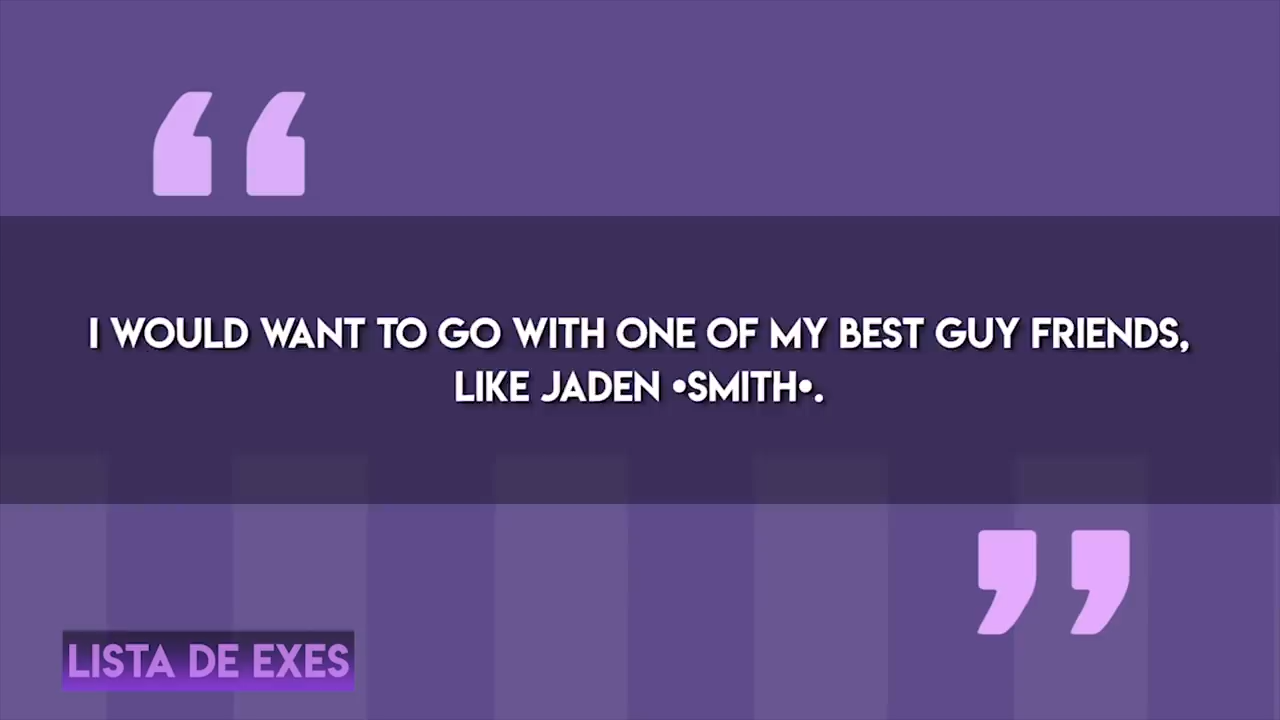 I WOULD WANT TO GO WITH ONE OF MY BEST GUY FRIENDS,
LIKE JADEN •SMITH•.
LISTA DE EXES